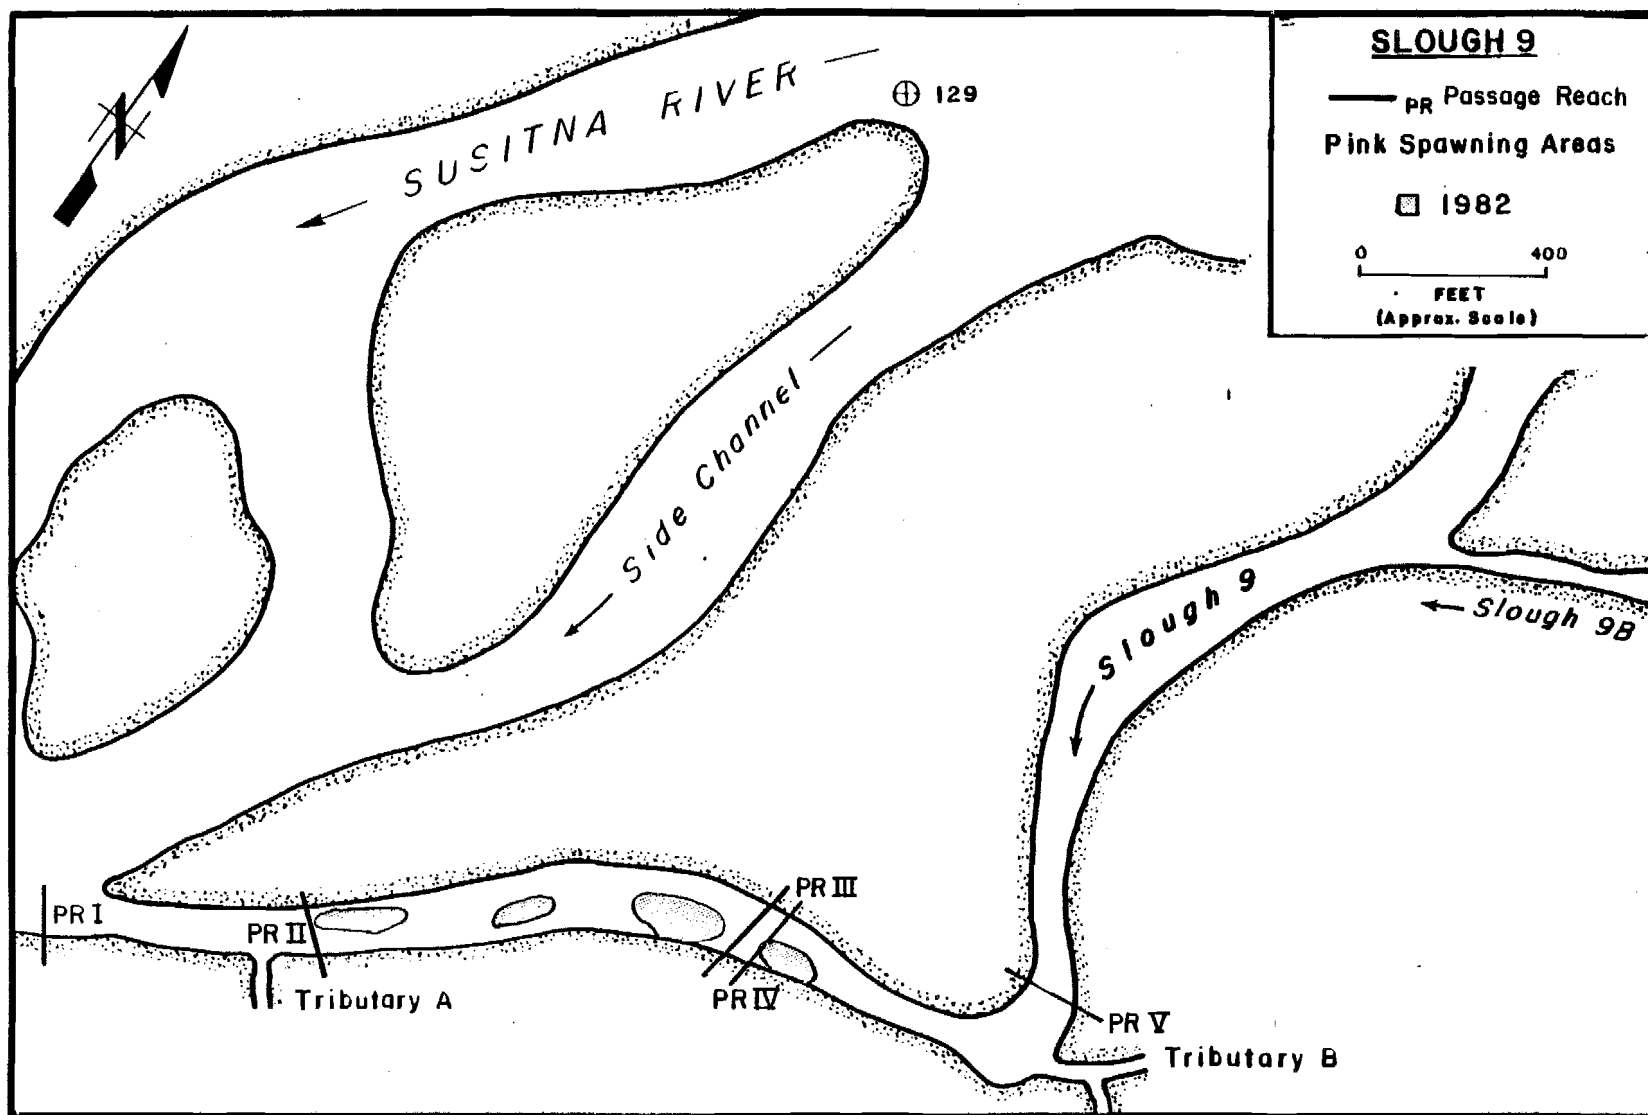 SLOUGH 9
PR Passage Reach
Pink Spawning Areas
1982
0 400
FEET
(Approx. Scale)
SUSITNA RIVER
129
Side Channel
Slough 9
Slough 9B
PR I
PR II
PR III
PR IV
PR V
Tributary A
Tributary B